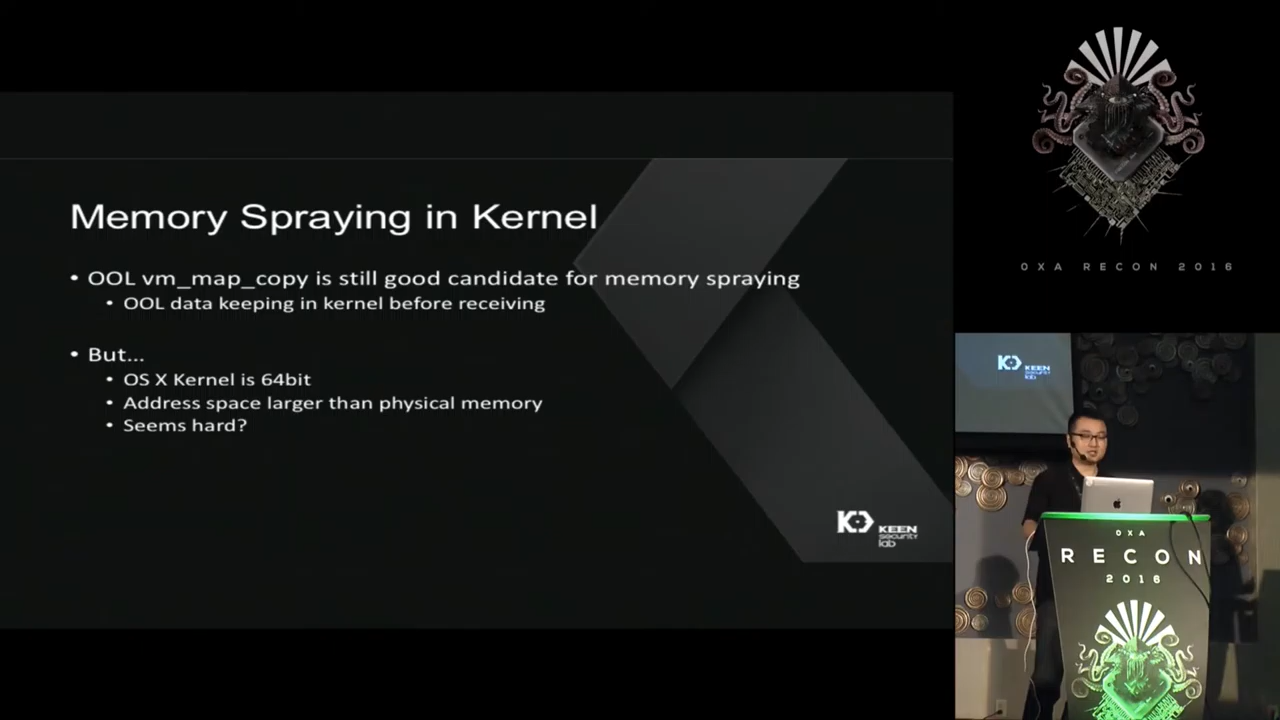 Memory Spraying in Kernel
• OOL vm_map_copy is still good candidate for memory spraying
• OOL data keeping in kernel before receiving
• But...
• OS X Kernel is 64bit
• Address space larger than physical memory
• Seems hard?
KEEN
security
lab
0XA RECON 2016
KEEN
security
lab
0XA
RECON
2016